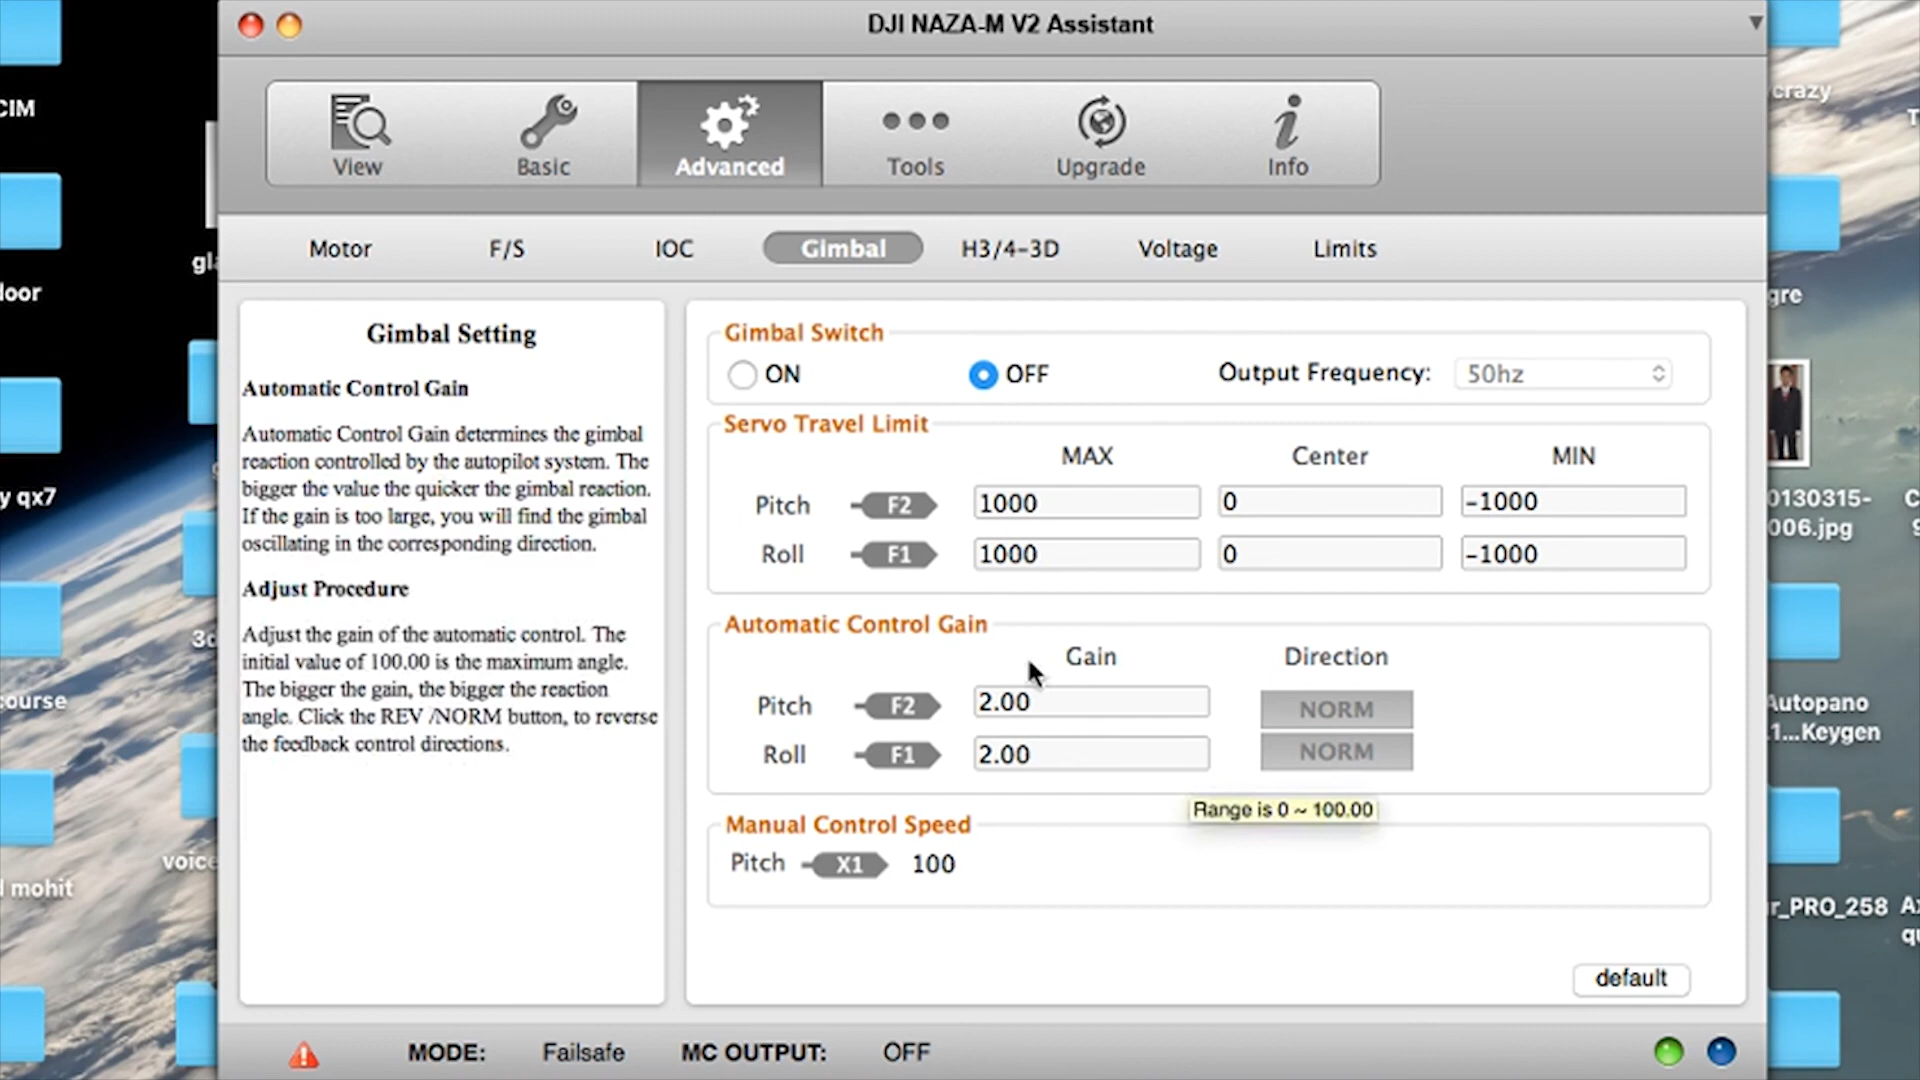 DJI NAZA-M V2 Assistant
View
Basic
Advanced
Tools
Upgrade
Info
Motor
F/S
IOC
Gimbal
H3/4-3D
Voltage
Limits
Gimbal Setting
Automatic Control Gain
Automatic Control Gain determines the gimbal
reaction controlled by the autopilot system. The
bigger the value the quicker the gimbal reaction.
If the gain is too large, you will find the gimbal
oscillating in the corresponding direction.
Adjust Procedure
Adjust the gain of the automatic control. The
initial value of 100.00 is the maximum angle.
The bigger the gain, the bigger the reaction
angle. Click the REV /NORM button, to reverse
the feedback control directions.
Gimbal Switch
ON
OFF
Output Frequency:
50hz
Servo Travel Limit
MAX
Center
MIN
Pitch
F2
1000
0
-1000
Roll
F1
1000
0
-1000
Automatic Control Gain
Gain
Direction
Pitch
F2
2.00
NORM
Roll
F1
2.00
NORM
Range is 0 ~ 100.00
Manual Control Speed
Pitch
X1
100
default
MODE:
Failsafe
MC OUTPUT:
OFF
CIM
y qx7
course
voice
mohit
crazy
gre
0130315-
006.jpg
Autopano
.1...Keygen
r_PRO_258